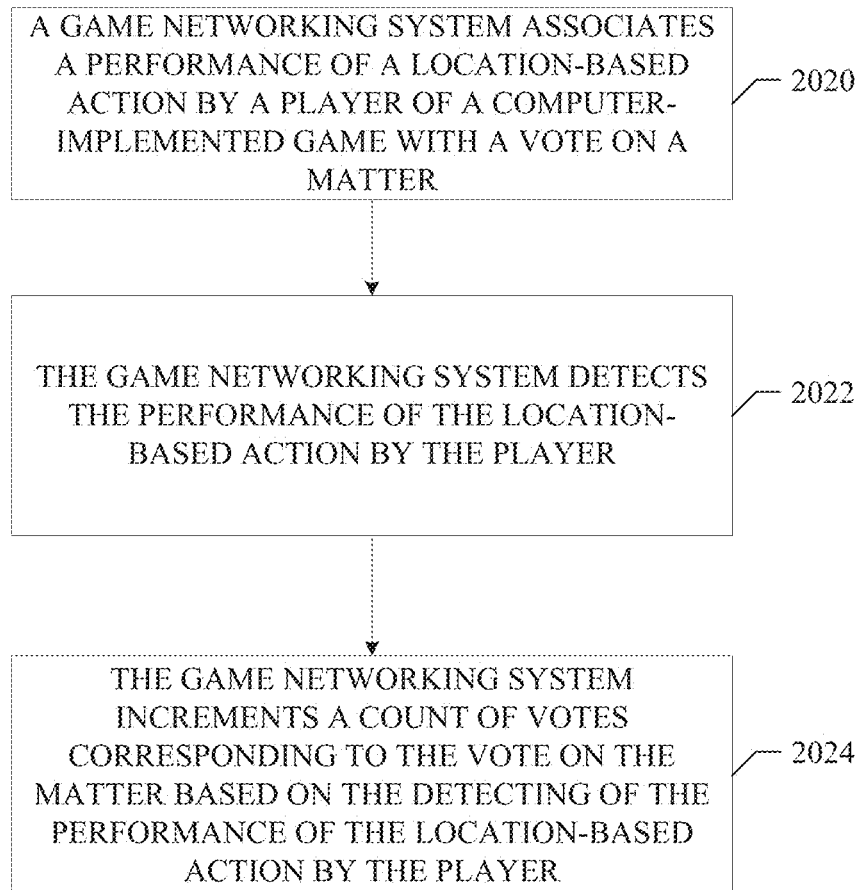 A GAME NETWORKING SYSTEM ASSOCIATES
A PERFORMANCE OF A LOCATION-BASED
ACTION BY A PLAYER OF A COMPUTER-
IMPLEMENTED GAME WITH A VOTE ON A
MATTER
2020
THE GAME NETWORKING SYSTEM DETECTS
THE PERFORMANCE OF THE LOCATION-
BASED ACTION BY THE PLAYER
2022
THE GAME NETWORKING SYSTEM
INCREMENTS A COUNT OF VOTES
CORRESPONDING TO THE VOTE ON THE
MATTER BASED ON THE DETECTING OF THE
PERFORMANCE OF THE LOCATION-BASED
ACTION BY THE PLAYER
2024